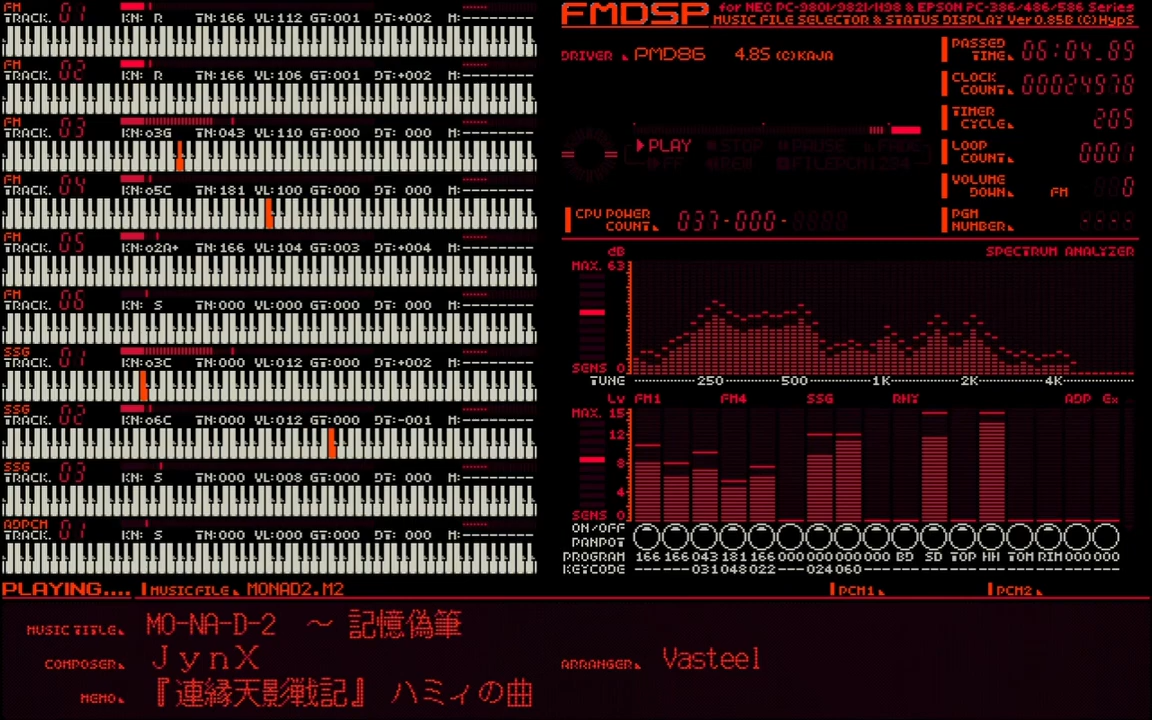 FM TRACK. 01 KN: R TN:166 VL:112 GT:001 DT:+002 M:--------
FM TRACK. 02 KN: R TN:166 VL:106 GT:001 DT:+002 M:--------
FM TRACK. 03 KN:o3G TN:043 VL:110 GT:000 DT: 000 M:--------
FM TRACK. 04 KN:o5C TN:181 VL:100 GT:000 DT: 000 M:--------
FM TRACK. 05 KN:o2A+ TN:166 VL:104 GT:003 DT:+004 M:--------
FM TRACK. 06 KN: S TN:000 VL:000 GT:000 DT: 000 M:--------
SSG TRACK. 01 KN:o3C TN:000 VL:012 GT:000 DT:+002 M:--------
SSG TRACK. 02 KN:o6C TN:000 VL:012 GT:000 DT:-001 M:--------
SSG TRACK. 03 KN: S TN:000 VL:008 GT:000 DT: 000 M:--------
ADPCM TRACK. 01 KN: S TN:000 VL:000 GT:000 DT: 000 M:--------
FMDSP for NEC PC-9801/9821/H98 & EPSON PC-386/486/586 Series
MUSIC FILE SELECTOR & STATUS DISPLAY Ver 0.85B (C)HypS
DRIVER PMD86 4.8S (C)KAJA
PASSED TIME. 06:04.89
CLOCK COUNT. 00024978
TIMER CYCLE. 205
LOOP COUNT. 0001
VOLUME DOWN. FM 0
PGM NUMBER.
PLAY STOP PAUSE FADE
CPU POWER COUNT. 037-000-
SPECTRUM ANALYZER
dB
MAX. 63
SENS 0
TUNE 250 500 1K 2K 4K
Lv FM1 FM4 SSG RHY ADP Ex
MAX. 15
12
8
4
SENS 0
ON/OFF
PANPOT
PROGRAM 166 166 043 181 166 000 000 000 000 BD SD TOP HH TOM RIM 000 000
KEYCODE --- --- 031 048 022 --- 024 060 --- --- --- --- --- --- --- --- ---
PLAYING.... MUSICFILE. MONAD2.M2 PCM1. PCM2.
MUSIC TITLE. MO-NA-D-2 ～ 記憶偽筆
COMPOSER. JynX ARRANGER. Vasteel
MEMO. 『連縁天影戦記』 ハミィの曲